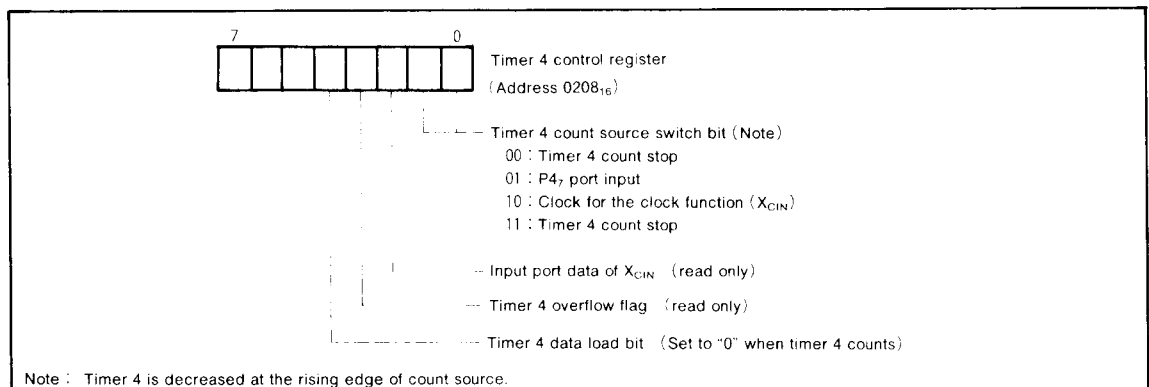 7 0
Timer 4 control register
(Address 0208₁₆)
Timer 4 count source switch bit (Note)
00 : Timer 4 count stop
01 : P4₇ port input
10 : Clock for the clock function (X_CIN)
11 : Timer 4 count stop
Input port data of X_CIN (read only)
Timer 4 overflow flag (read only)
Timer 4 data load bit (Set to "0" when timer 4 counts)
Note : Timer 4 is decreased at the rising edge of count source.